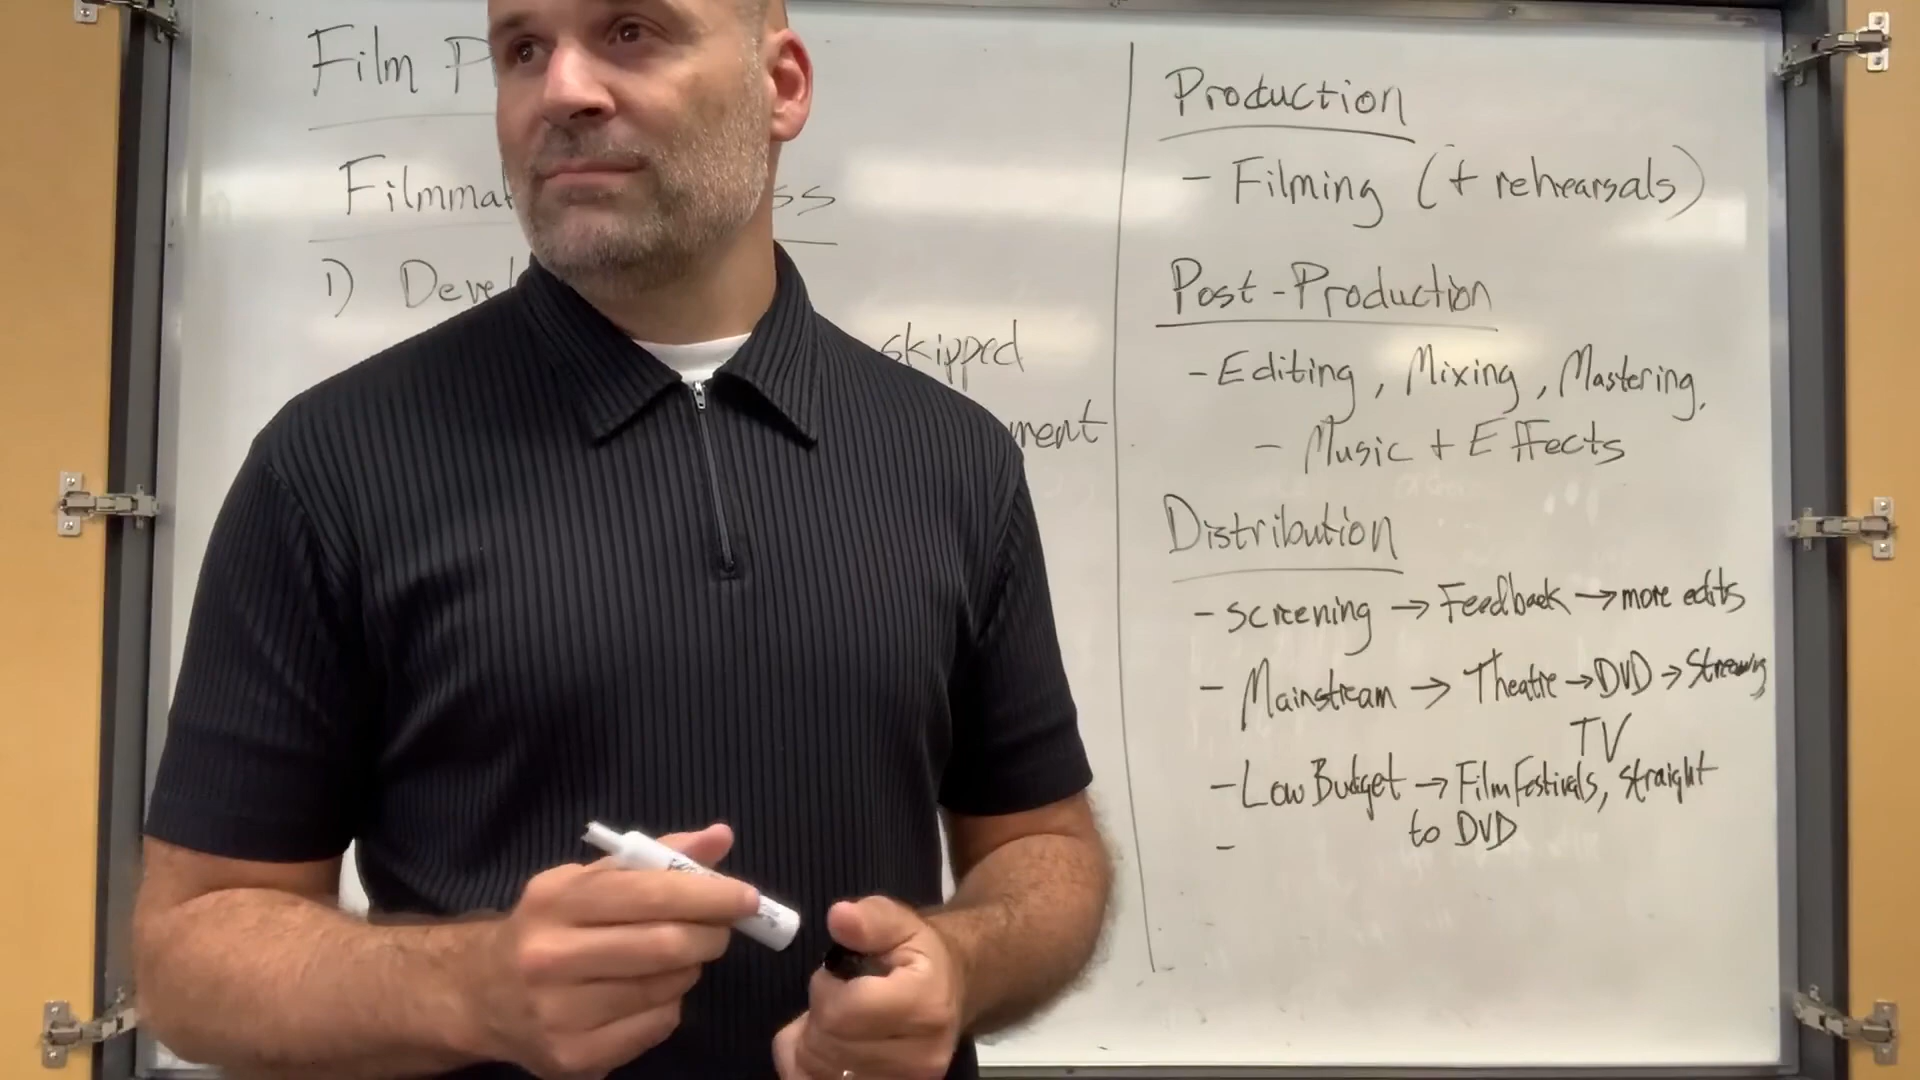 Film P
Filmma ss
1) Deve
skipped
ment
Production
- Filming (+ rehearsals)
Post-Production
- Editing, Mixing, Mastering,
- Music + Effects
Distribution
- Screening → Feedback → more edits
- Mainstream → Theatre → DVD → Streaming
TV
- Low Budget → Film Festivals, straight
to DVD
-